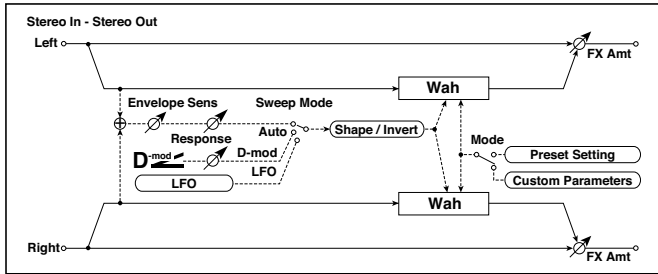 Stereo In - Stereo Out
Left
FX Amt
Wah
Envelope Sens
Sweep Mode
Auto
Response
Shape / Invert
D-mod
D-mod
LFO
LFO
Mode
Preset Setting
Custom Parameters
Wah
Right
FX Amt